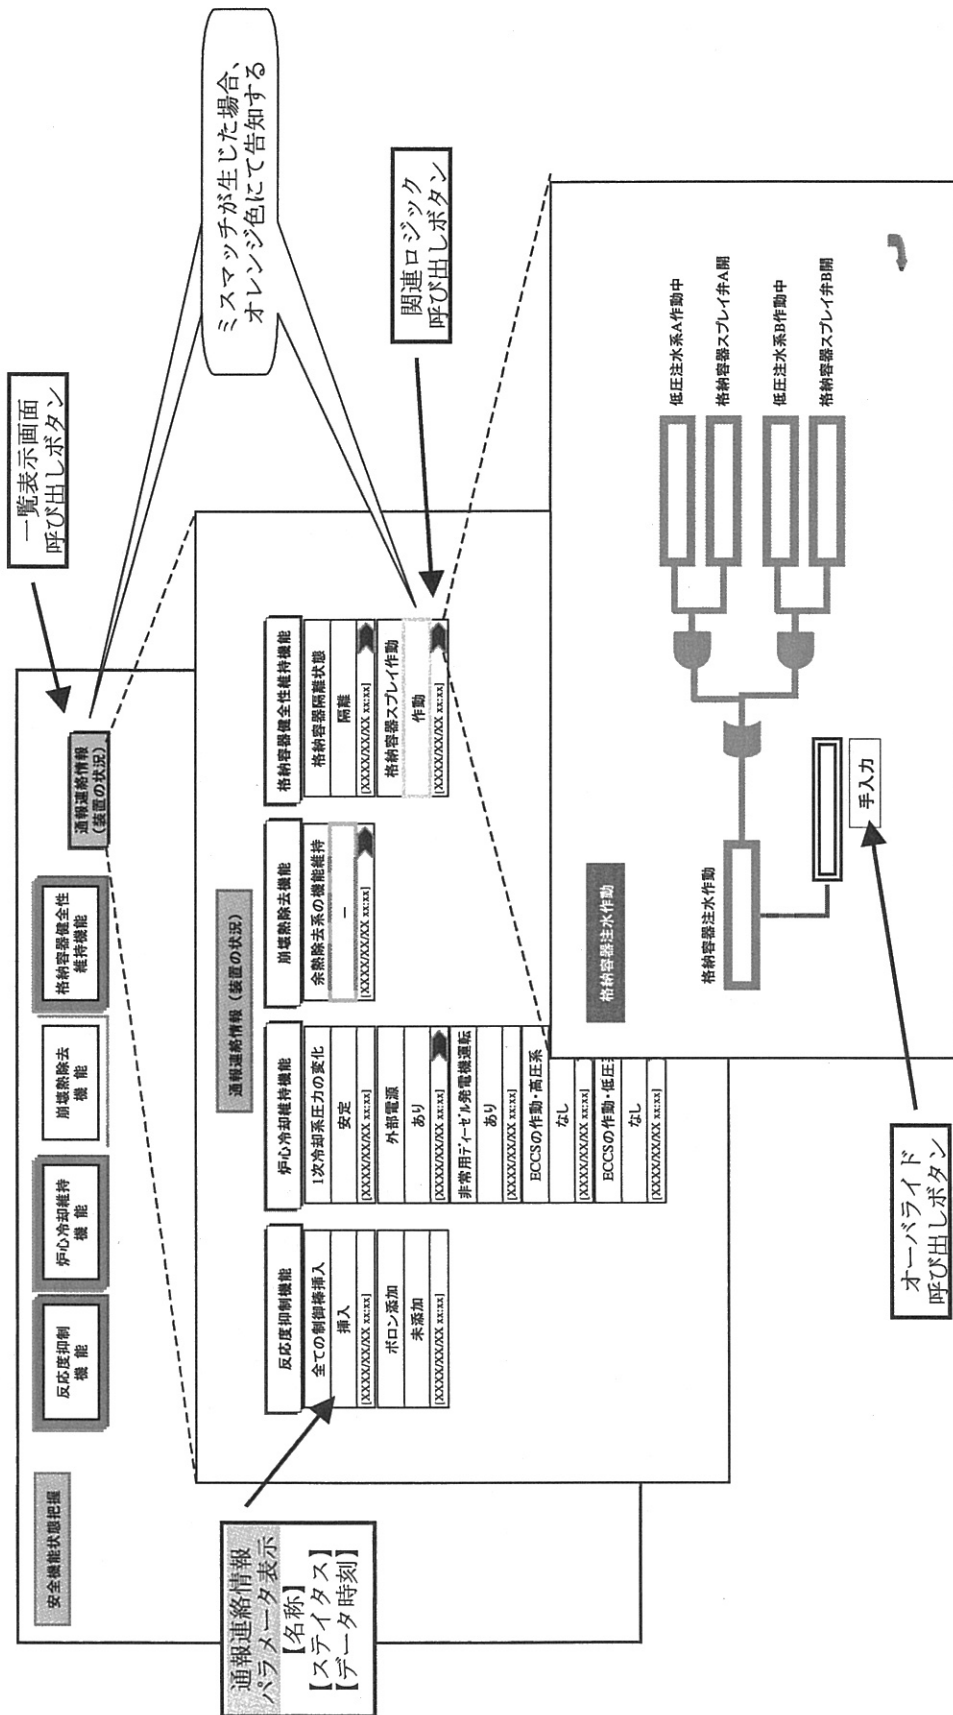 一覧表示画面
呼び出しボタン
ミスマッチが生じた場合、
オレンジ色にて告知する
安全機能状態把握
反応度抑制
機 能
炉心冷却維持
機 能
崩壊熱除去
機 能
格納容器健全性
維持機能
通報連絡情報
(装置の状況)
通報連絡情報(装置の状況)
反応度抑制機能
全ての制御棒挿入
挿入
[XXXX/XX/XX xx:xx]
ボロン添加
未添加
[XXXX/XX/XX xx:xx]
炉心冷却維持機能
1次冷却系圧力の変化
安定
[XXXX/XX/XX xx:xx]
外部電源
あり
[XXXX/XX/XX xx:xx]
非常用ディーゼル発電機運転
あり
[XXXX/XX/XX xx:xx]
ECCSの作動・高圧系
なし
[XXXX/XX/XX xx:xx]
ECCSの作動・低圧
なし
[XXXX/XX/XX xx:xx]
崩壊熱除去機能
余熱除去系の機能維持
－
[XXXX/XX/XX xx:xx]
格納容器健全性維持機能
格納容器隔離状態
隔離
[XXXX/XX/XX xx:xx]
格納容器スプレイ作動
作動
[XXXX/XX/XX xx:xx]
関連ロジック
呼び出しボタン
通報連絡情報
パラメータ表示
【名称】
【ステイタス】
【データ時刻】
格納容器注水作動
格納容器注水作動
手入力
低圧注水系A作動中
格納容器スプレイ弁A開
低圧注水系B作動中
格納容器スプレイ弁B開
オーバライド
呼び出しボタン